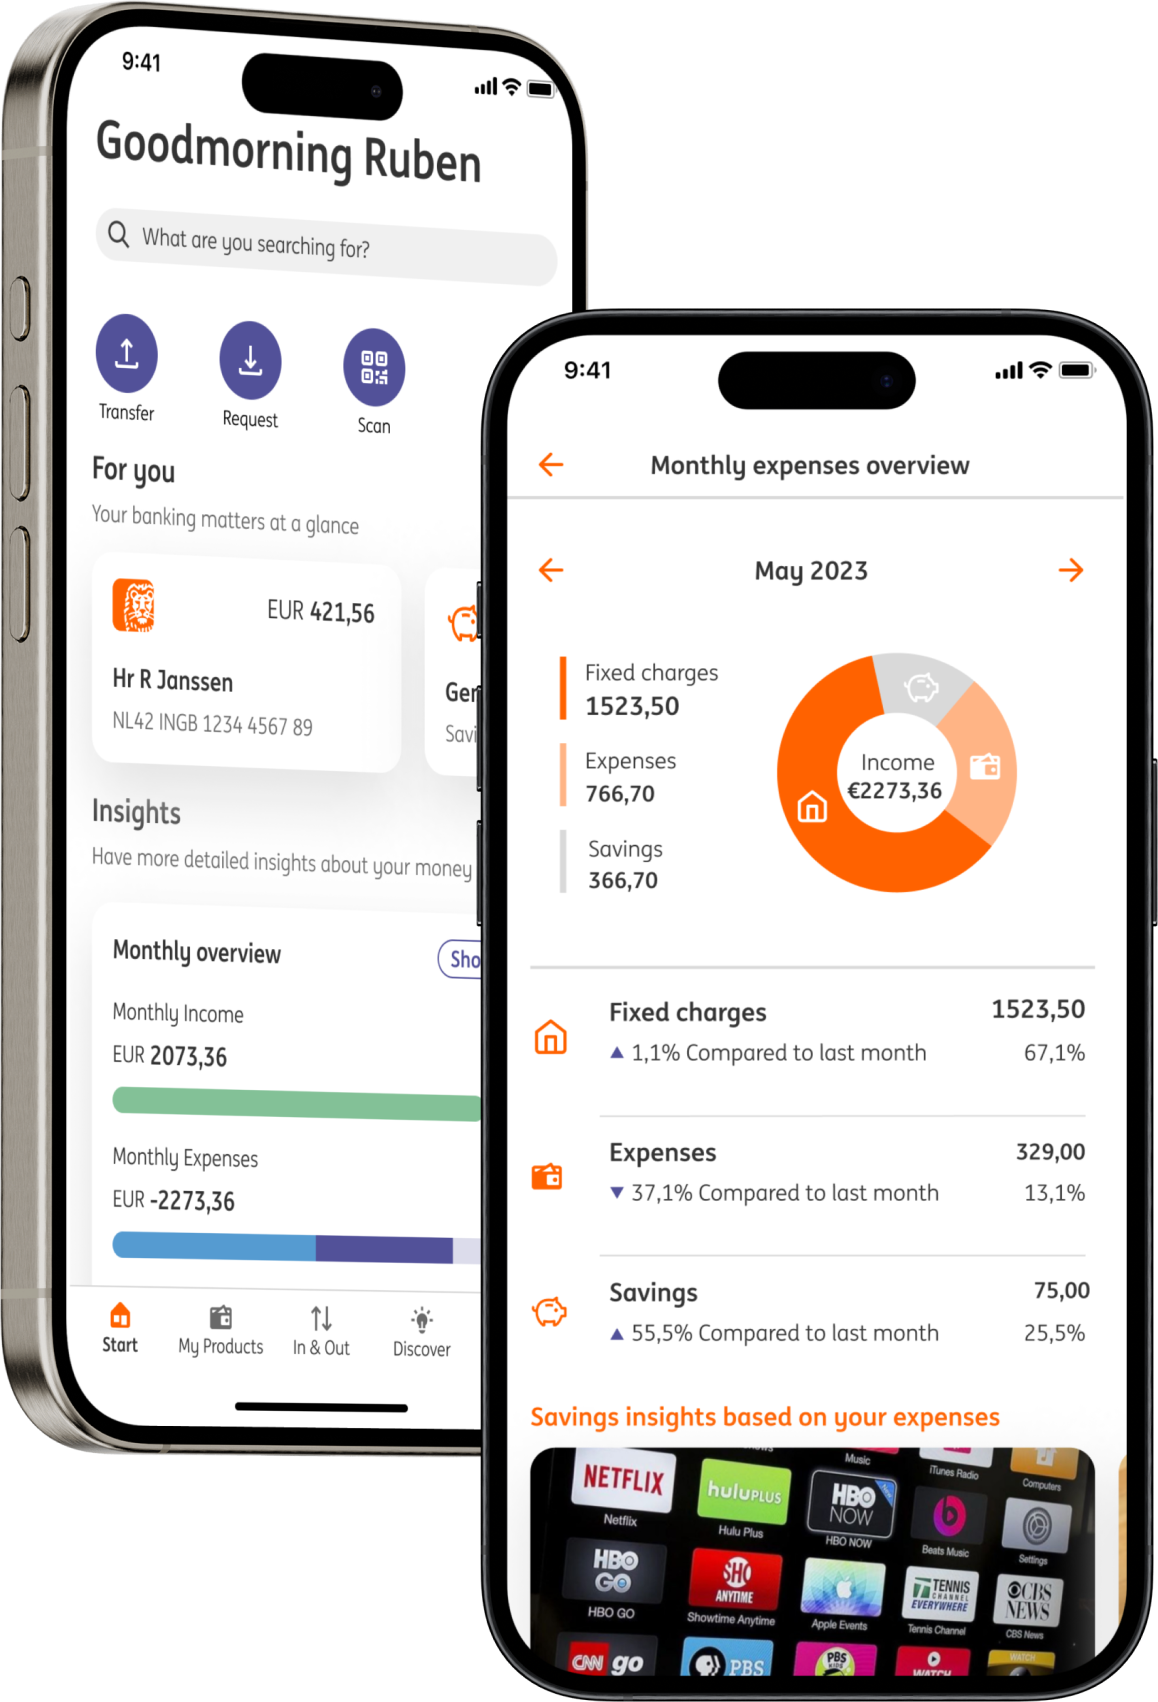 9:41
Goodmorning Ruben
What are you searching for?
Transfer
Request
Scan
For you
Your banking matters at a glance
EUR 421,56
Hr R Janssen
NL42 INGB 1234 4567 89
Ger
Savi
Insights
Have more detailed insights about your money
Monthly overview
Sho
Monthly Income
EUR 2073,36
Monthly Expenses
EUR -2273,36
Start
My Products
In & Out
Discover
9:41
Monthly expenses overview
May 2023
Fixed charges
1523,50
Expenses
766,70
Savings
366,70
Income
€2273,36
Fixed charges
1523,50
1,1% Compared to last month
67,1%
Expenses
329,00
37,1% Compared to last month
13,1%
Savings
75,00
55,5% Compared to last month
25,5%
Savings insights based on your expenses
Music
iTunes Radio
Computers
NETFLIX
huluPLUS
HBO
NOW
Netflix
Hulu Plus
HBO NOW
Beats Music
Settings
HBO
GO
SHO
ANYTIME
TENNIS
CHANNEL
EVERYWHERE
CBS
NEWS
HBO GO
Showtime Anytime
Apple Events
Tennis Channel
CBS News
CNN go
PBS
PBS
KIDS
WATCH
WATCH